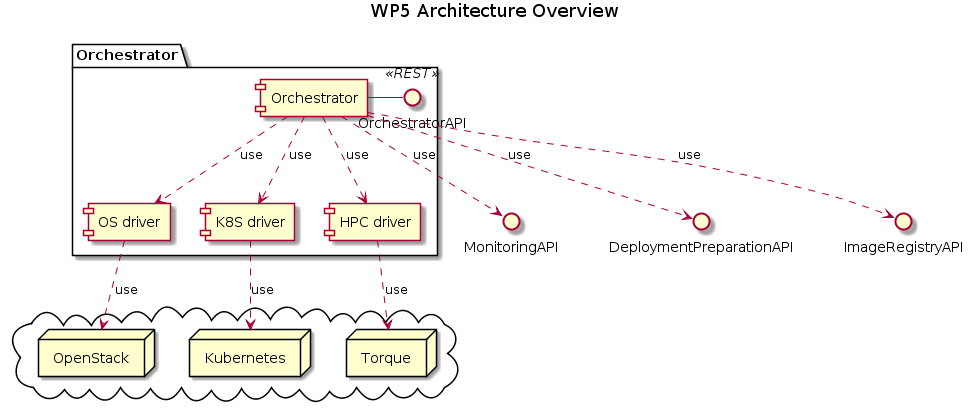 WP5 Architecture Overview
Orchestrator
«REST»
Orchestrator
OrchestratorAPI
use
use
use
use
use
use
OS driver
K8S driver
HPC driver
MonitoringAPI
DeploymentPreparationAPI
ImageRegistryAPI
use
use
use
OpenStack
Kubernetes
Torque